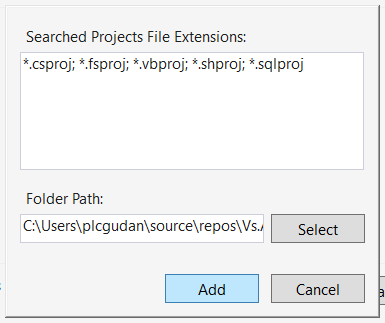 Searched Projects File Extensions:
*.csproj; *.fsproj; *.vbproj; *.shproj; *.sqlproj
Folder Path:
C:\Users\plcgudan\source\repos\Vs.A
Select
Add
Cancel